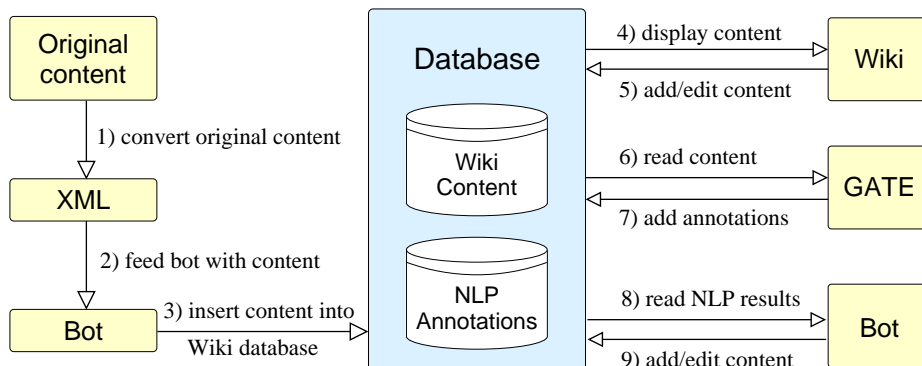 Original
content
1) convert original content
XML
2) feed bot with content
Bot
3) insert content into
Wiki database
Database
Wiki
Content
NLP
Annotations
4) display content
Wiki
5) add/edit content
6) read content
GATE
7) add annotations
8) read NLP results
Bot
9) add/edit content